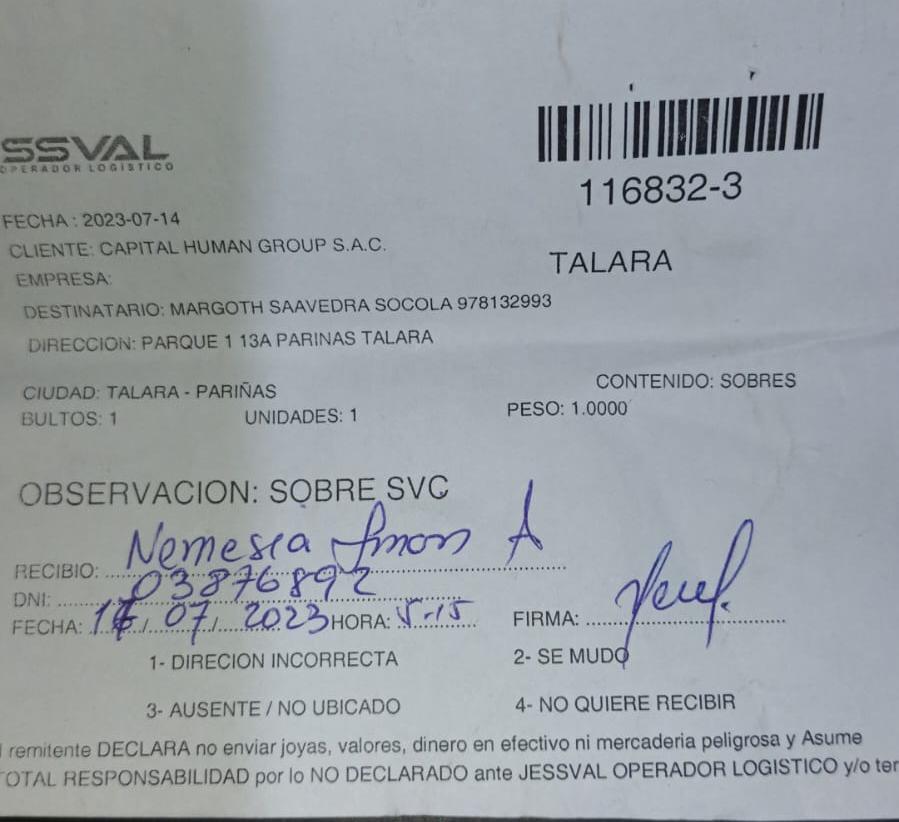 SSVAL
OPERADOR LOGISTICO
116832-3
FECHA : 2023-07-14
CLIENTE: CAPITAL HUMAN GROUP S.A.C.
TALARA
EMPRESA:
DESTINATARIO: MARGOTH SAAVEDRA SOCOLA 978132993
DIRECCION: PARQUE 1 13A PARINAS TALARA
CIUDAD: TALARA - PARIÑAS
CONTENIDO: SOBRES
BULTOS: 1 UNIDADES: 1 PESO: 1.0000
OBSERVACION: SOBRE SVC
RECIBIO: Nemesia A
DNI: 03876892
FECHA: / 07 / 2023 HORA: 5.15 FIRMA:
1- DIRECION INCORRECTA 2- SE MUDO
3- AUSENTE / NO UBICADO 4- NO QUIERE RECIBIR
l remitente DECLARA no enviar joyas, valores, dinero en efectivo ni mercaderia peligrosa y Asume
OTAL RESPONSABILIDAD por lo NO DECLARADO ante JESSVAL OPERADOR LOGISTICO y/o ter